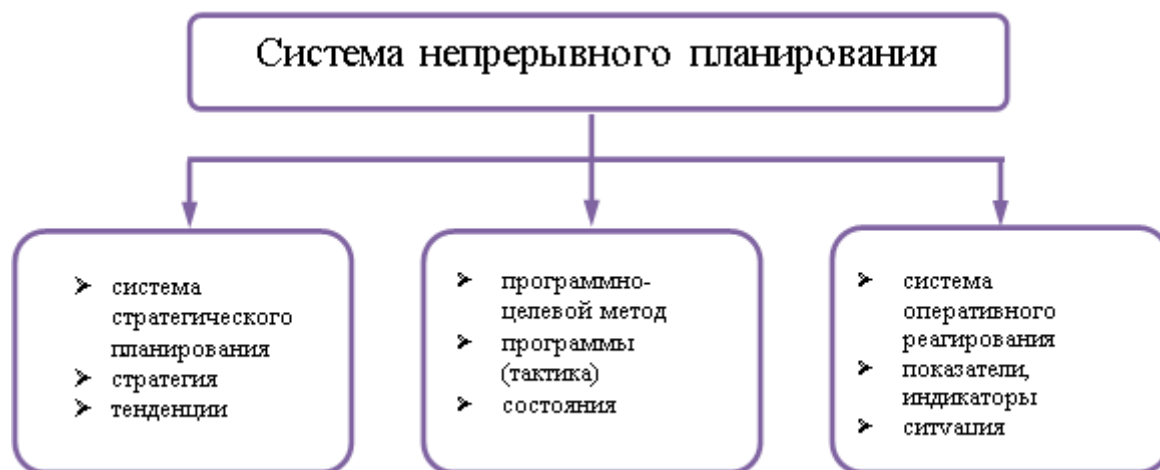 Система непрерывного планирования
➢ система
стратегического
планирования
➢ стратегия
➢ тенденции
➢ программно-
целевой метод
➢ программы
(тактика)
➢ состояния
➢ система
оперативного
реагирования
➢ показатели,
индикаторы
➢ ситуация